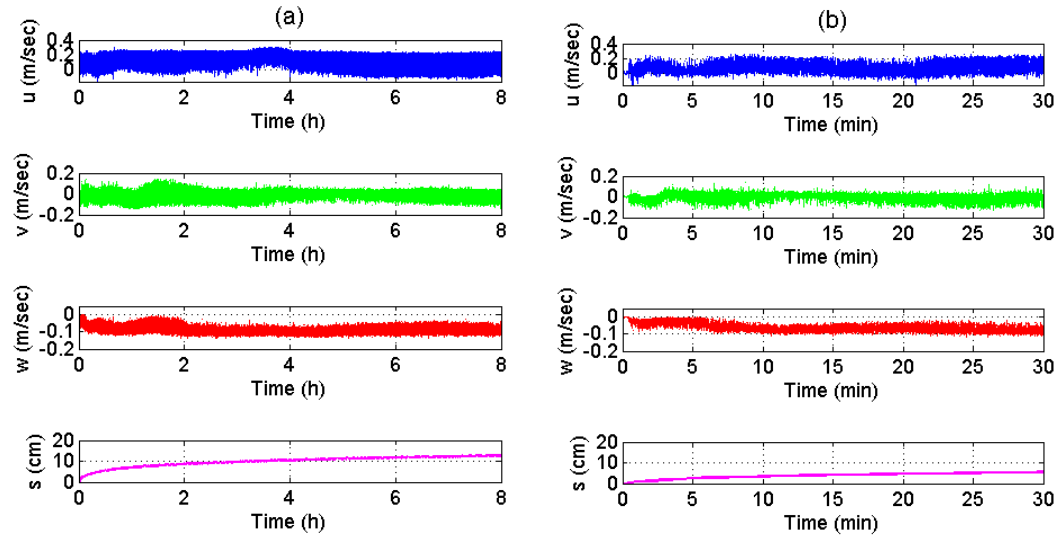 (a)
u (m/sec)
0.4
0.2
0
0 2 4 6 8
Time (h)
v (m/sec)
0.2
0
-0.2
0 2 4 6 8
Time (h)
w (m/sec)
0
-0.1
-0.2
0 2 4 6 8
Time (h)
s (cm)
20
10
0
0 2 4 6 8
Time (h)
(b)
u (m/sec)
0.4
0.2
0
0 5 10 15 20 25 30
Time (min)
v (m/sec)
0.2
0
-0.2
0 5 10 15 20 25 30
Time (min)
w (m/sec)
0
-0.1
-0.2
0 5 10 15 20 25 30
Time (min)
s (cm)
20
10
0
0 5 10 15 20 25 30
Time (min)